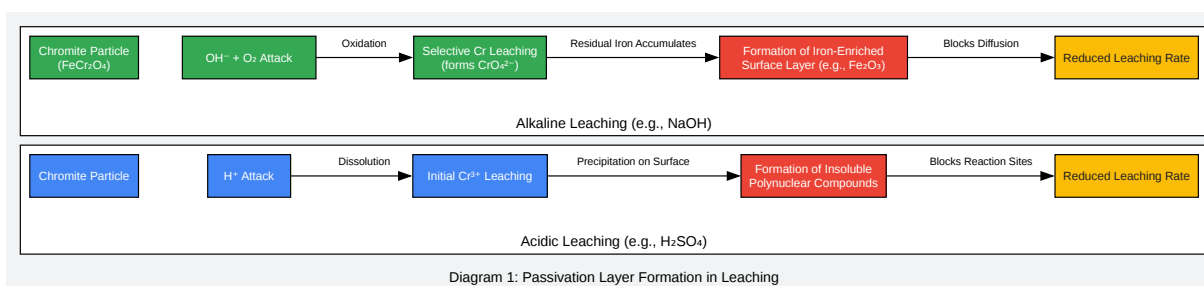 Chromite Particle
(FeCr₂O₄)
OH⁻ + O₂ Attack
Oxidation
Selective Cr Leaching
(forms CrO₄²⁻)
Residual Iron Accumulates
Formation of Iron-Enriched
Surface Layer (e.g., Fe₂O₃)
Blocks Diffusion
Reduced Leaching Rate
Alkaline Leaching (e.g., NaOH)
Chromite Particle
H⁺ Attack
Dissolution
Initial Cr³⁺ Leaching
Precipitation on Surface
Formation of Insoluble
Polynuclear Compounds
Blocks Reaction Sites
Reduced Leaching Rate
Acidic Leaching (e.g., H₂SO₄)
Diagram 1: Passivation Layer Formation in Leaching